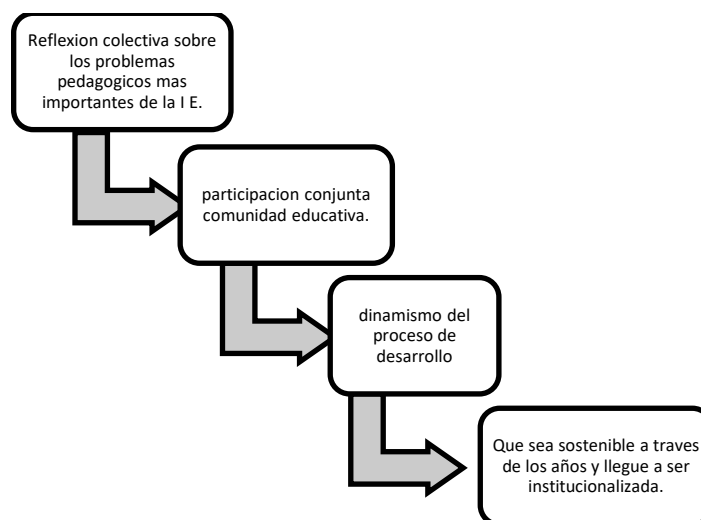 Reflexion colectiva sobre
los problemas
pedagogicos mas
importantes de la I E.
participacion conjunta
comunidad educativa.
dinamismo del
proceso de
desarrollo
Que sea sostenible a traves
de los años y llegue a ser
institucionalizada.